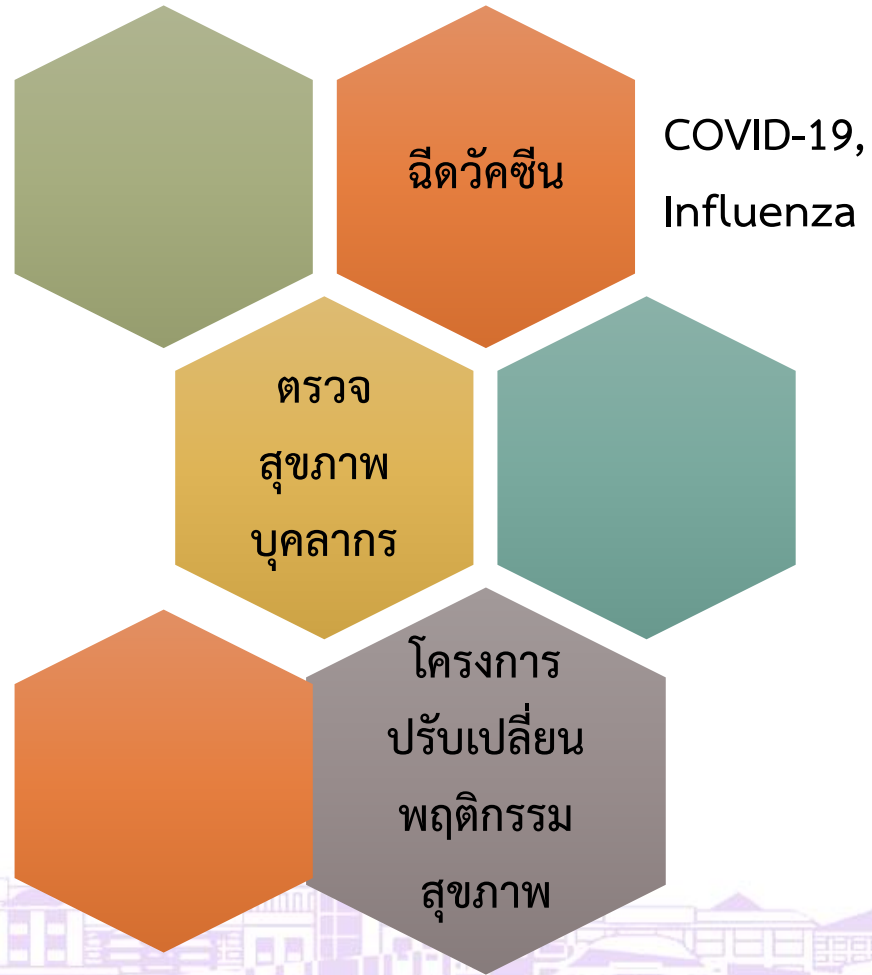 ฉีดวัคซีน
COVID-19,
Influenza
ตรวจ
สุขภาพ
บุคลากร
โครงการ
ปรับเปลี่ยน
พฤติกรรม
สุขภาพ